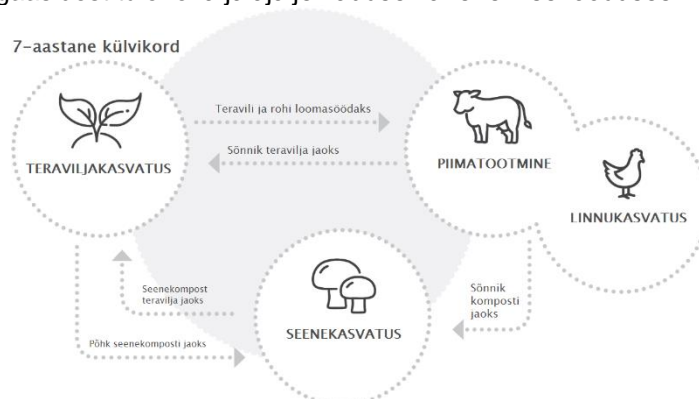 7-aastane külvikord
Teravili ja rohi loomasöödaks
Sõnnik teravilja jaoks
TERAVILJAKASVATUS
PIIMATOOTMINE
LINNUKASVATUS
Seenekompost
teravilja jaoks
Sõnnik
komposti
jaoks
SEENEKASVATUS
Põhk seenekomposti jaoks